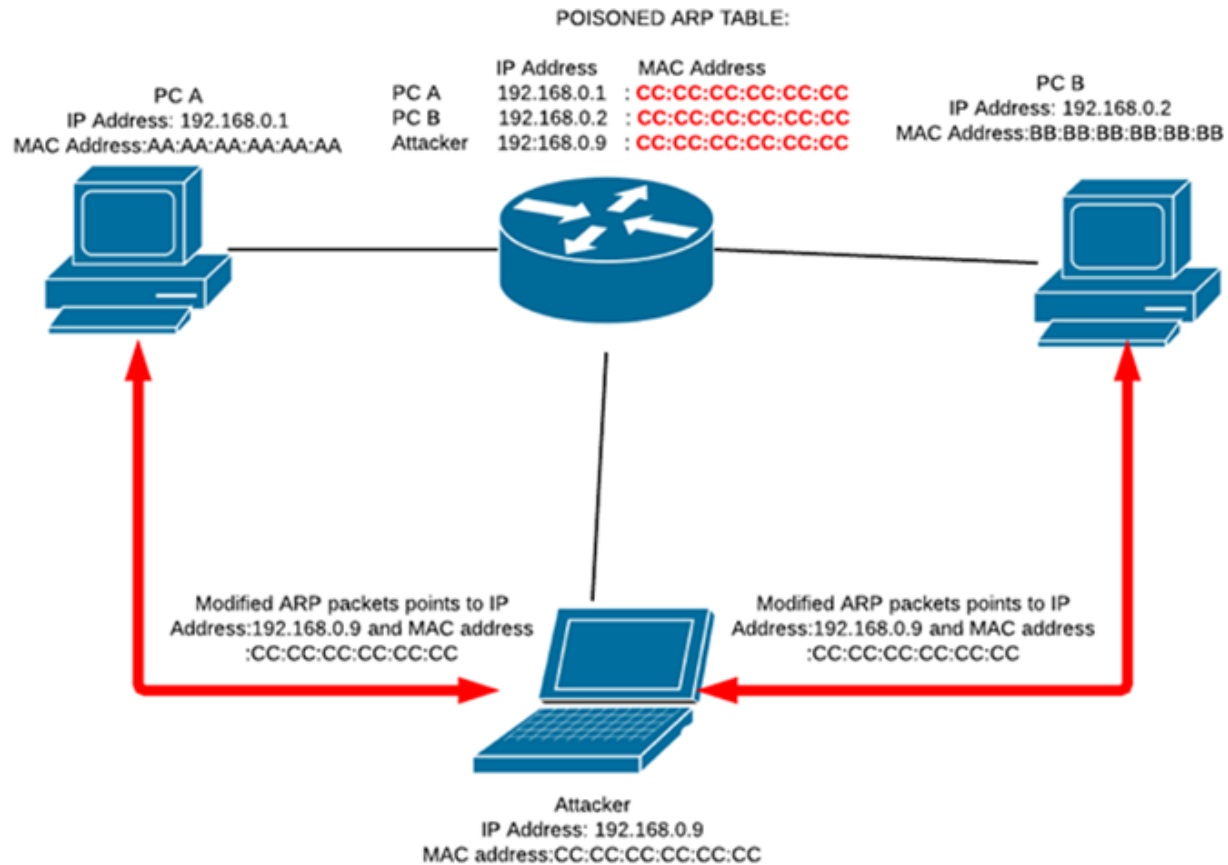 POISONED ARP TABLE:
IP Address MAC Address
PC A 192.168.0.1 : CC:CC:CC:CC:CC:CC
PC B 192.168.0.2 : CC:CC:CC:CC:CC:CC
Attacker 192:168.0.9 : CC:CC:CC:CC:CC:CC
PC A
IP Address: 192.168.0.1
MAC Address:AA:AA:AA:AA:AA:AA
PC B
IP Address: 192.168.0.2
MAC Address:BB:BB:BB:BB:BB:BB
Modified ARP packets points to IP
Address:192.168.0.9 and MAC address
:CC:CC:CC:CC:CC:CC
Modified ARP packets points to IP
Address:192.168.0.9 and MAC address
:CC:CC:CC:CC:CC:CC
Attacker
IP Address: 192.168.0.9
MAC address:CC:CC:CC:CC:CC:CC